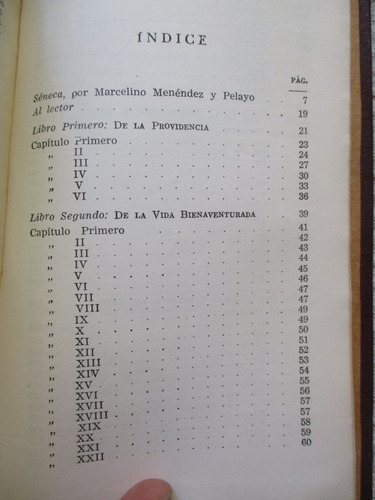 ÍNDICE
PÁG.
Séneca, por Marcelino Menéndez y Pelayo . . 7
Al lector . . . . . . . . . . 19
Libro Primero: DE LA PROVIDENCIA . . . . 21
Capítulo Primero . . . . . . . . 23
„ II . . . . . . . . 24
„ III . . . . . . . . 27
„ IV . . . . . . . . 30
„ V . . . . . . . . 33
„ VI . . . . . . . . 36
Libro Segundo: DE LA VIDA BIENAVENTURADA . . 39
Capítulo Primero . . . . . . . . 41
„ II . . . . . . . . 42
„ III . . . . . . . . 43
„ IV . . . . . . . . 44
„ V . . . . . . . . 45
„ VI . . . . . . . . 46
„ VII . . . . . . . . 47
„ VIII . . . . . . . . 47
„ IX . . . . . . . . 49
„ X . . . . . . . . 49
„ XI . . . . . . . . 50
„ XII . . . . . . . . 51
„ XIII . . . . . . . . 52
„ XIV . . . . . . . . 53
„ XV . . . . . . . . 54
„ XVI . . . . . . . . 55
„ XVII . . . . . . . . 56
„ XVIII . . . . . . . . 57
„ XIX . . . . . . . . 57
„ XX . . . . . . . . 58
„ XXI . . . . . . . . 59
„ XXII . . . . . . . . 60